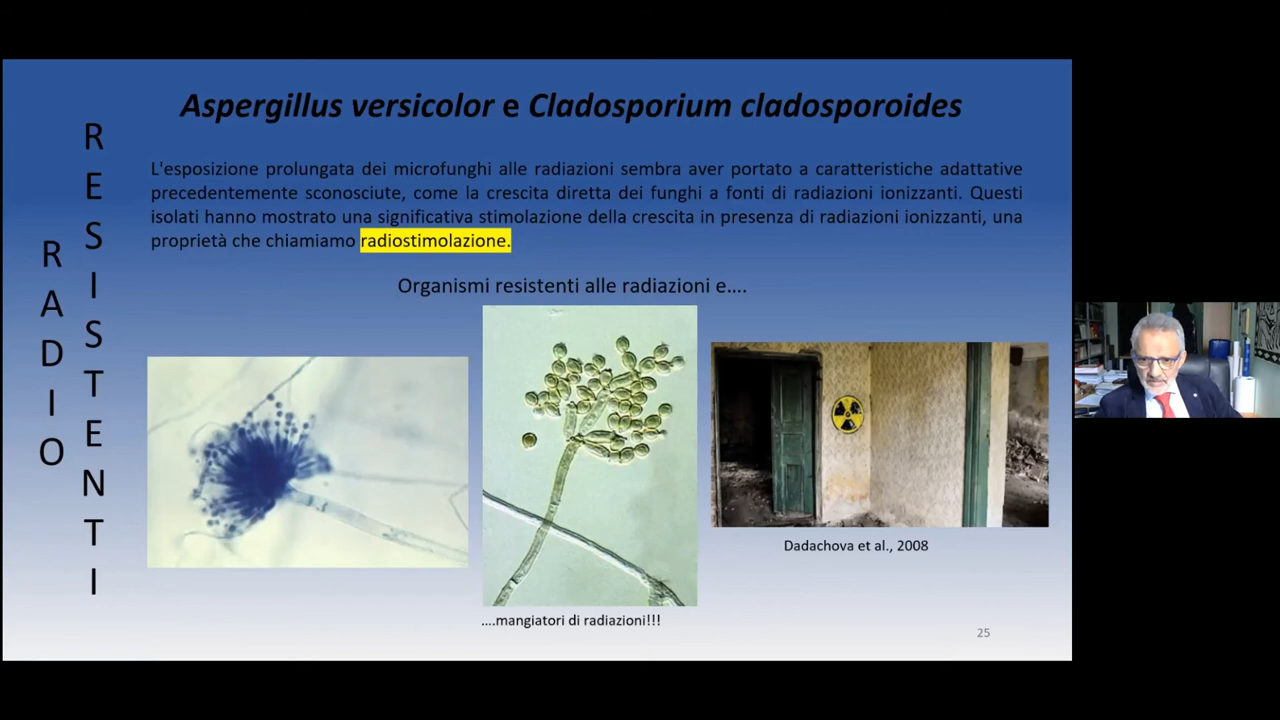 Aspergillus versicolor e Cladosporium cladosporoides
RADIO
RESISTENTI
L'esposizione prolungata dei microfunghi alle radiazioni sembra aver portato a caratteristiche adattative
precedentemente sconosciute, come la crescita diretta dei funghi a fonti di radiazioni ionizzanti. Questi
isolati hanno mostrato una significativa stimolazione della crescita in presenza di radiazioni ionizzanti, una
proprietà che chiamiamo radiostimolazione.
Organismi resistenti alle radiazioni e....
Dadachova et al., 2008
....mangiatori di radiazioni!!!
25